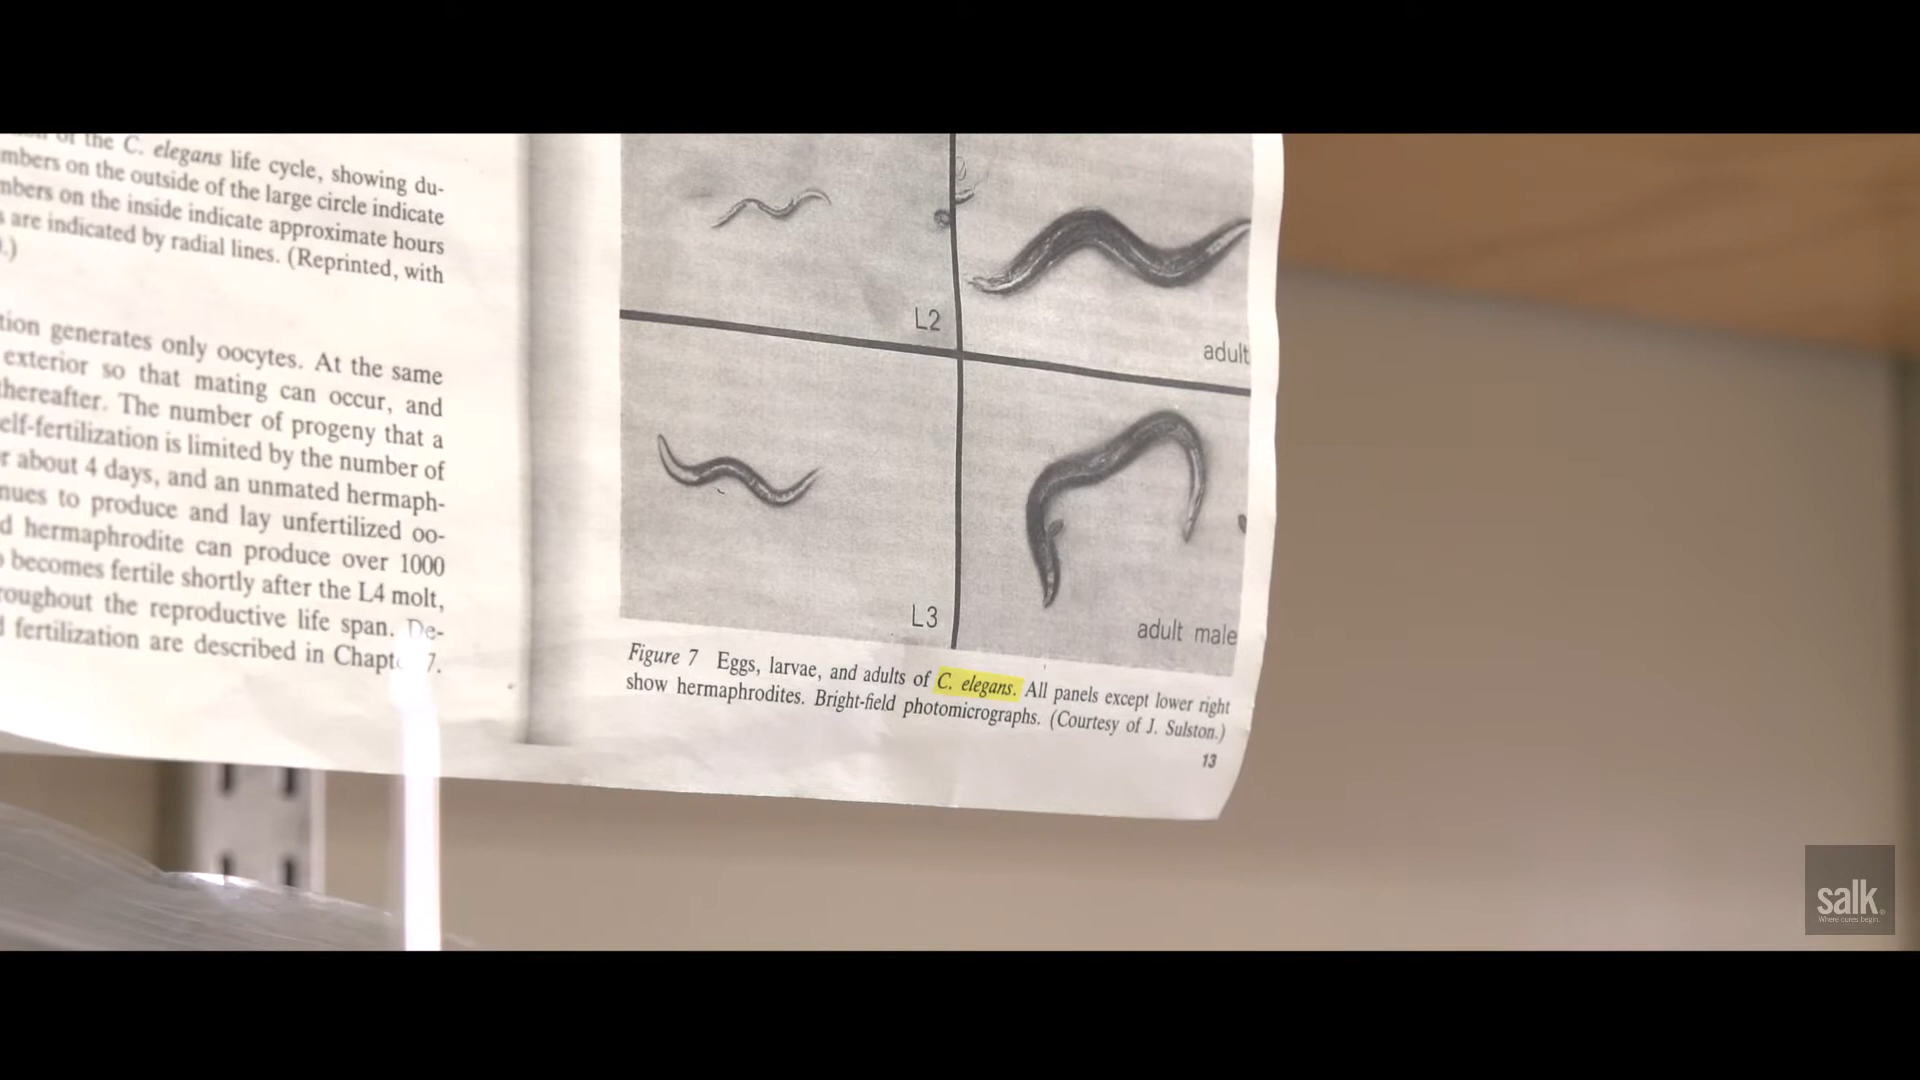 of the C. elegans life cycle, showing du-
mbers on the outside of the large circle indicate
mbers on the inside indicate approximate hours
s are indicated by radial lines. (Reprinted, with
.)
tion generates only oocytes. At the same
exterior so that mating can occur, and
thereafter. The number of progeny that a
elf-fertilization is limited by the number of
r about 4 days, and an unmated hermaph-
nues to produce and lay unfertilized oo-
d hermaphrodite can produce over 1000
becomes fertile shortly after the L4 molt,
roughout the reproductive life span. De-
fertilization are described in Chapt 7.
L2
adult
L3
adult male
Figure 7 Eggs, larvae, and adults of C. elegans. All panels except lower right
show hermaphrodites. Bright-field photomicrographs. (Courtesy of J. Sulston.)
13
salk.
Where cures begin.